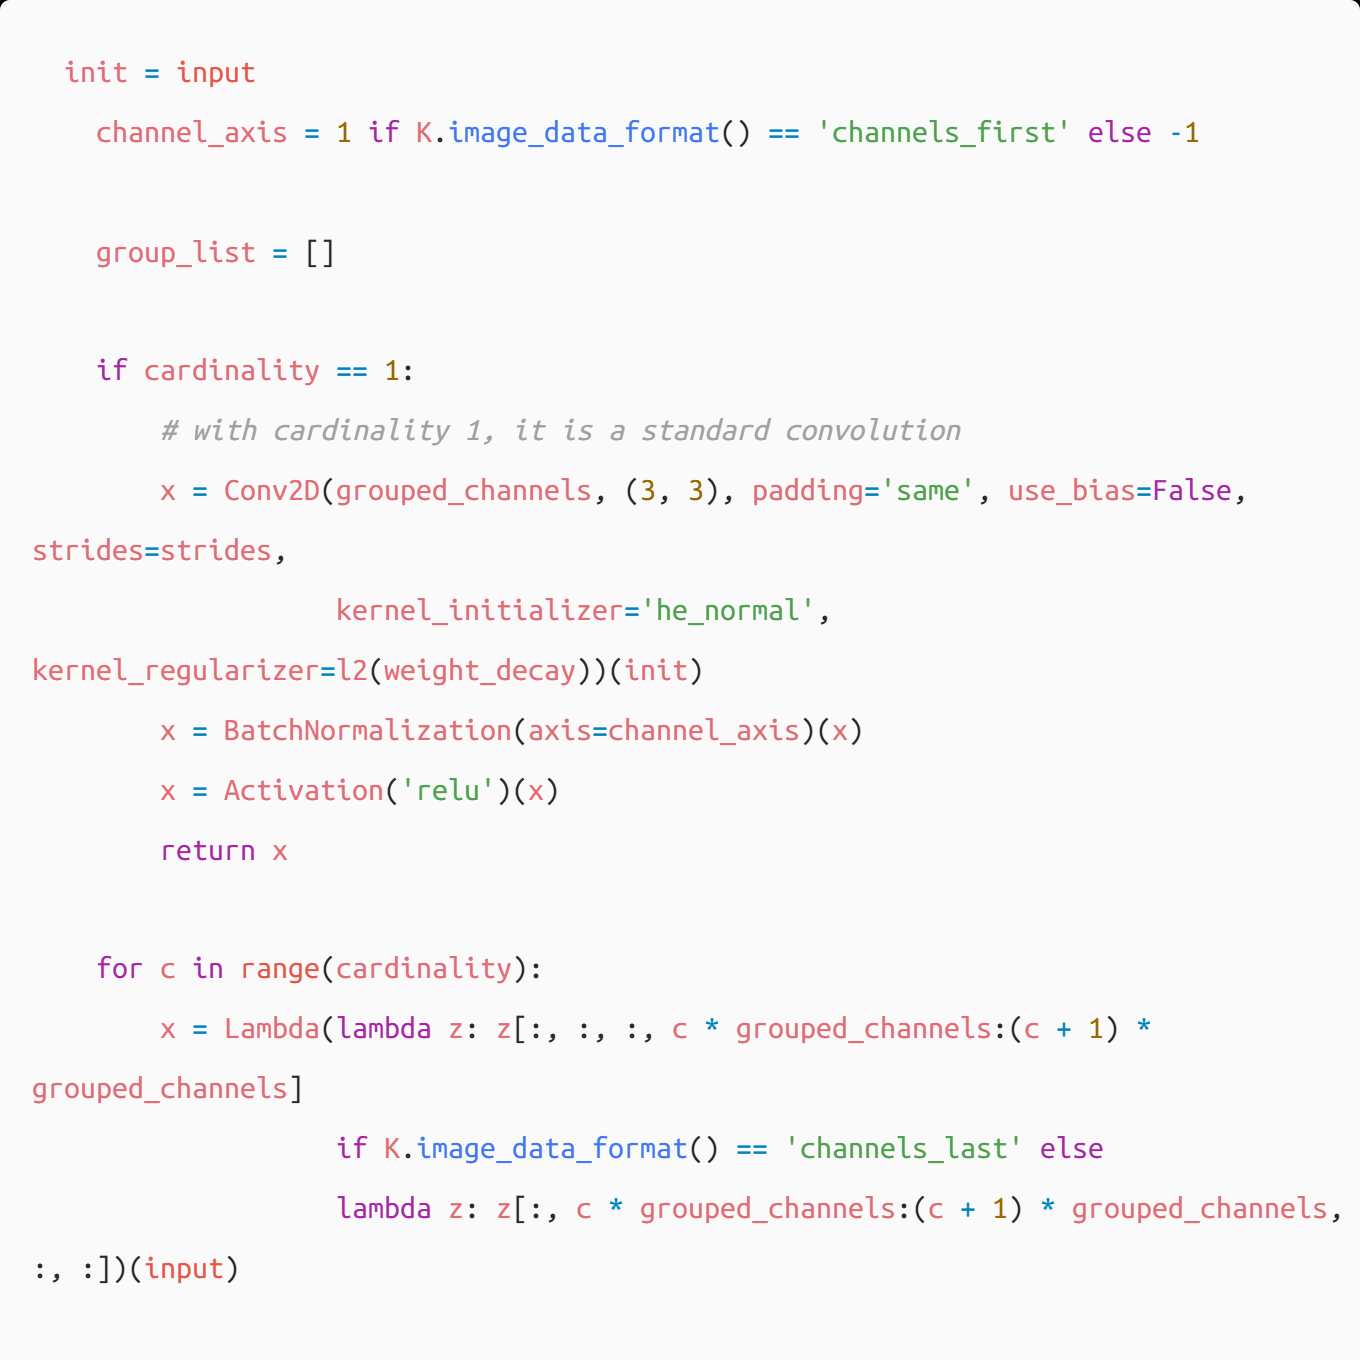 init = input
channel_axis = 1 if K.image_data_format() == 'channels_first' else -1
group_list = []
if cardinality == 1:
# with cardinality 1, it is a standard convolution
x = Conv2D(grouped_channels, (3, 3), padding='same', use_bias=False,
strides=strides,
kernel_initializer='he_normal',
kernel_regularizer=l2(weight_decay))(init)
x = BatchNormalization(axis=channel_axis)(x)
x = Activation('relu')(x)
return x
for c in range(cardinality):
x = Lambda(lambda z: z[:, :, :, c * grouped_channels:(c + 1) *
grouped_channels]
if K.image_data_format() == 'channels_last' else
lambda z: z[:, c * grouped_channels:(c + 1) * grouped_channels,
:, :])(input)